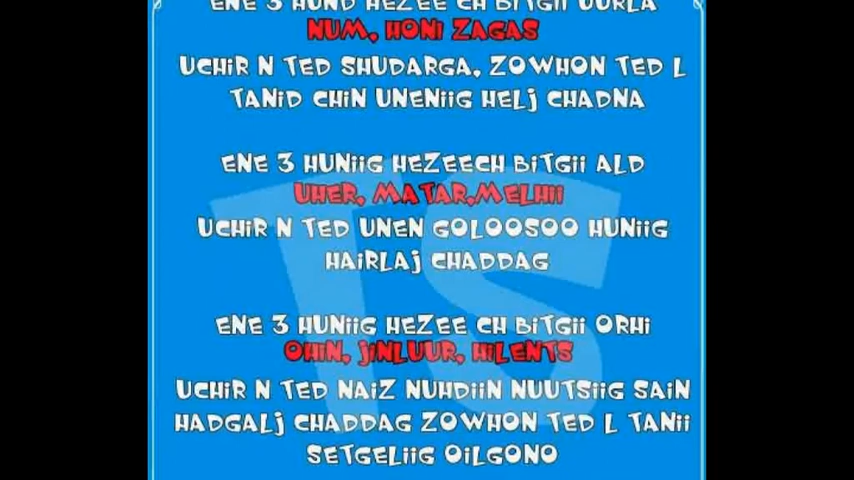 ENE 3 HUND HEZEE CH BITGII UURLA
NUM, HONI ZAGAS
UCHIR N TED SHUDARGA, ZOWHON TED L
TANID CHIN UNENIIG HELJ CHADNA
ENE 3 HUNIIG HEZEECH BITGII ALD
UHER, MATAR,MELHII
UCHIR N TED UNEN GOLOOSOO HUNIIG
HAIRLAJ CHADDAG
ENE 3 HUNIIG HEZEE CH BITGII ORHI
OHIN, JINLUUR, HILENTS
UCHIR N TED NAIZ NUHDIIN NUUTSIIG SAIN
HADGALJ CHADDAG ZOWHON TED L TANII
SETGELIIG OILGONO
TS